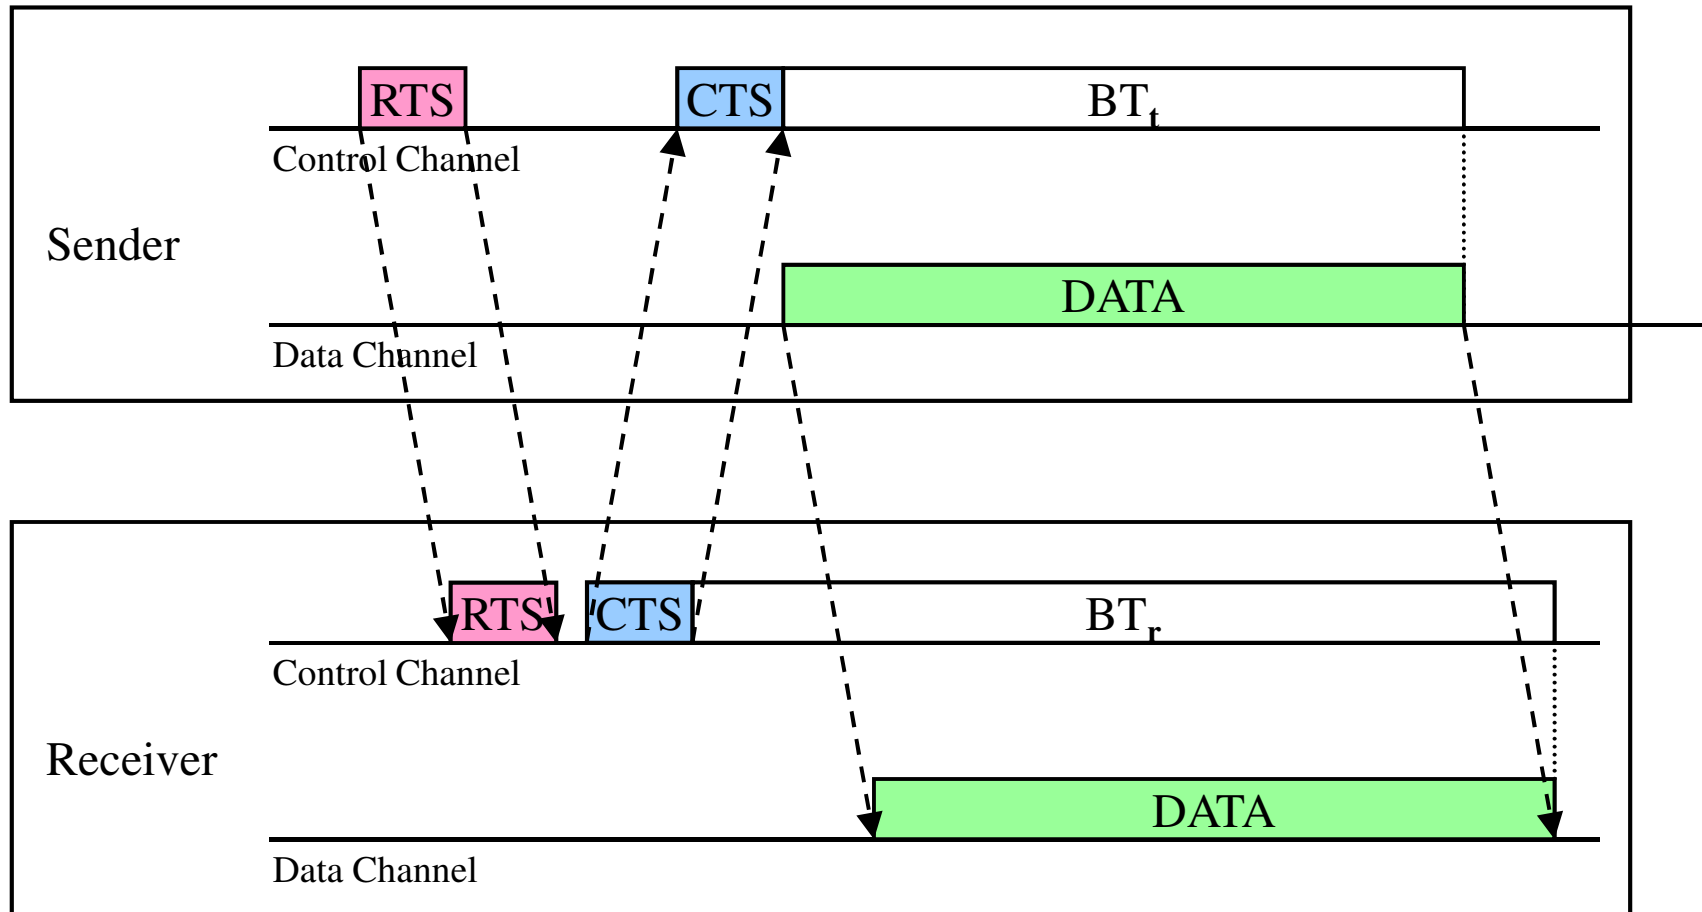 RTS CTS BTt
Control Channel
Sender
DATA
Data Channel
RTS CTS BTr
Control Channel
Receiver
DATA
Data Channel